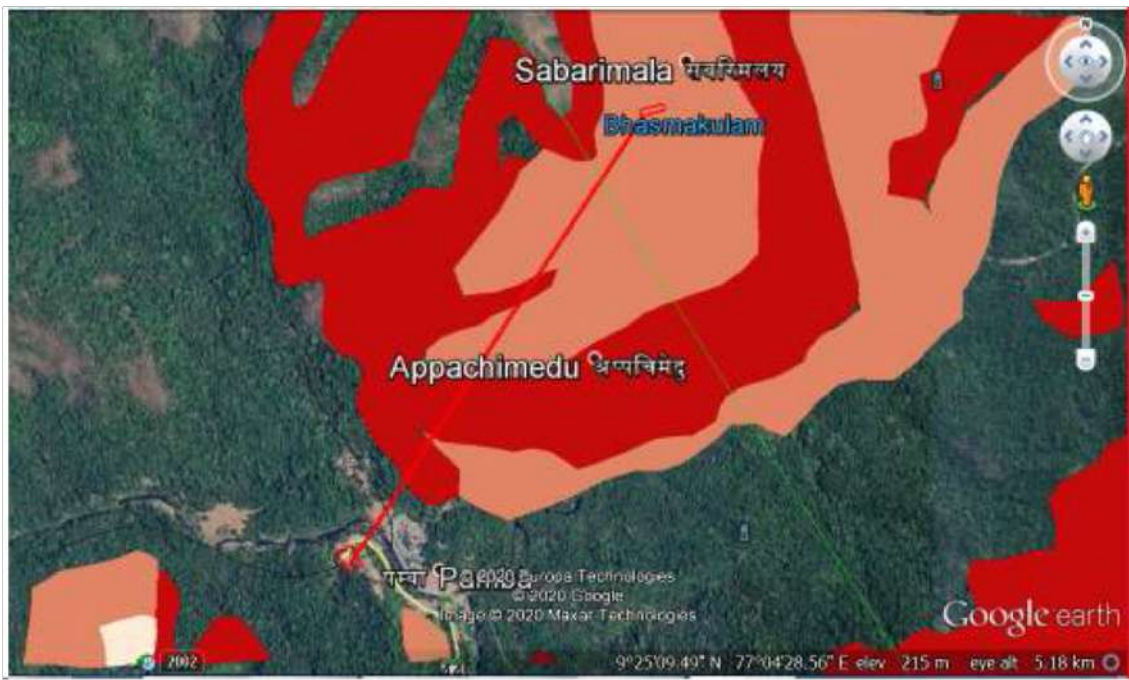 N
Sabarimala सबरिमलय
Bhasmakulam
Appachimedu अप्पचिमेदु
पम्बा Pamba
© 2020 Europa Technologies
© 2020 Google
Image © 2020 Maxar Technologies
Google earth
2002
9°25'09.49" N 77°04'28.56" E elev 215 m eye alt 5.18 km